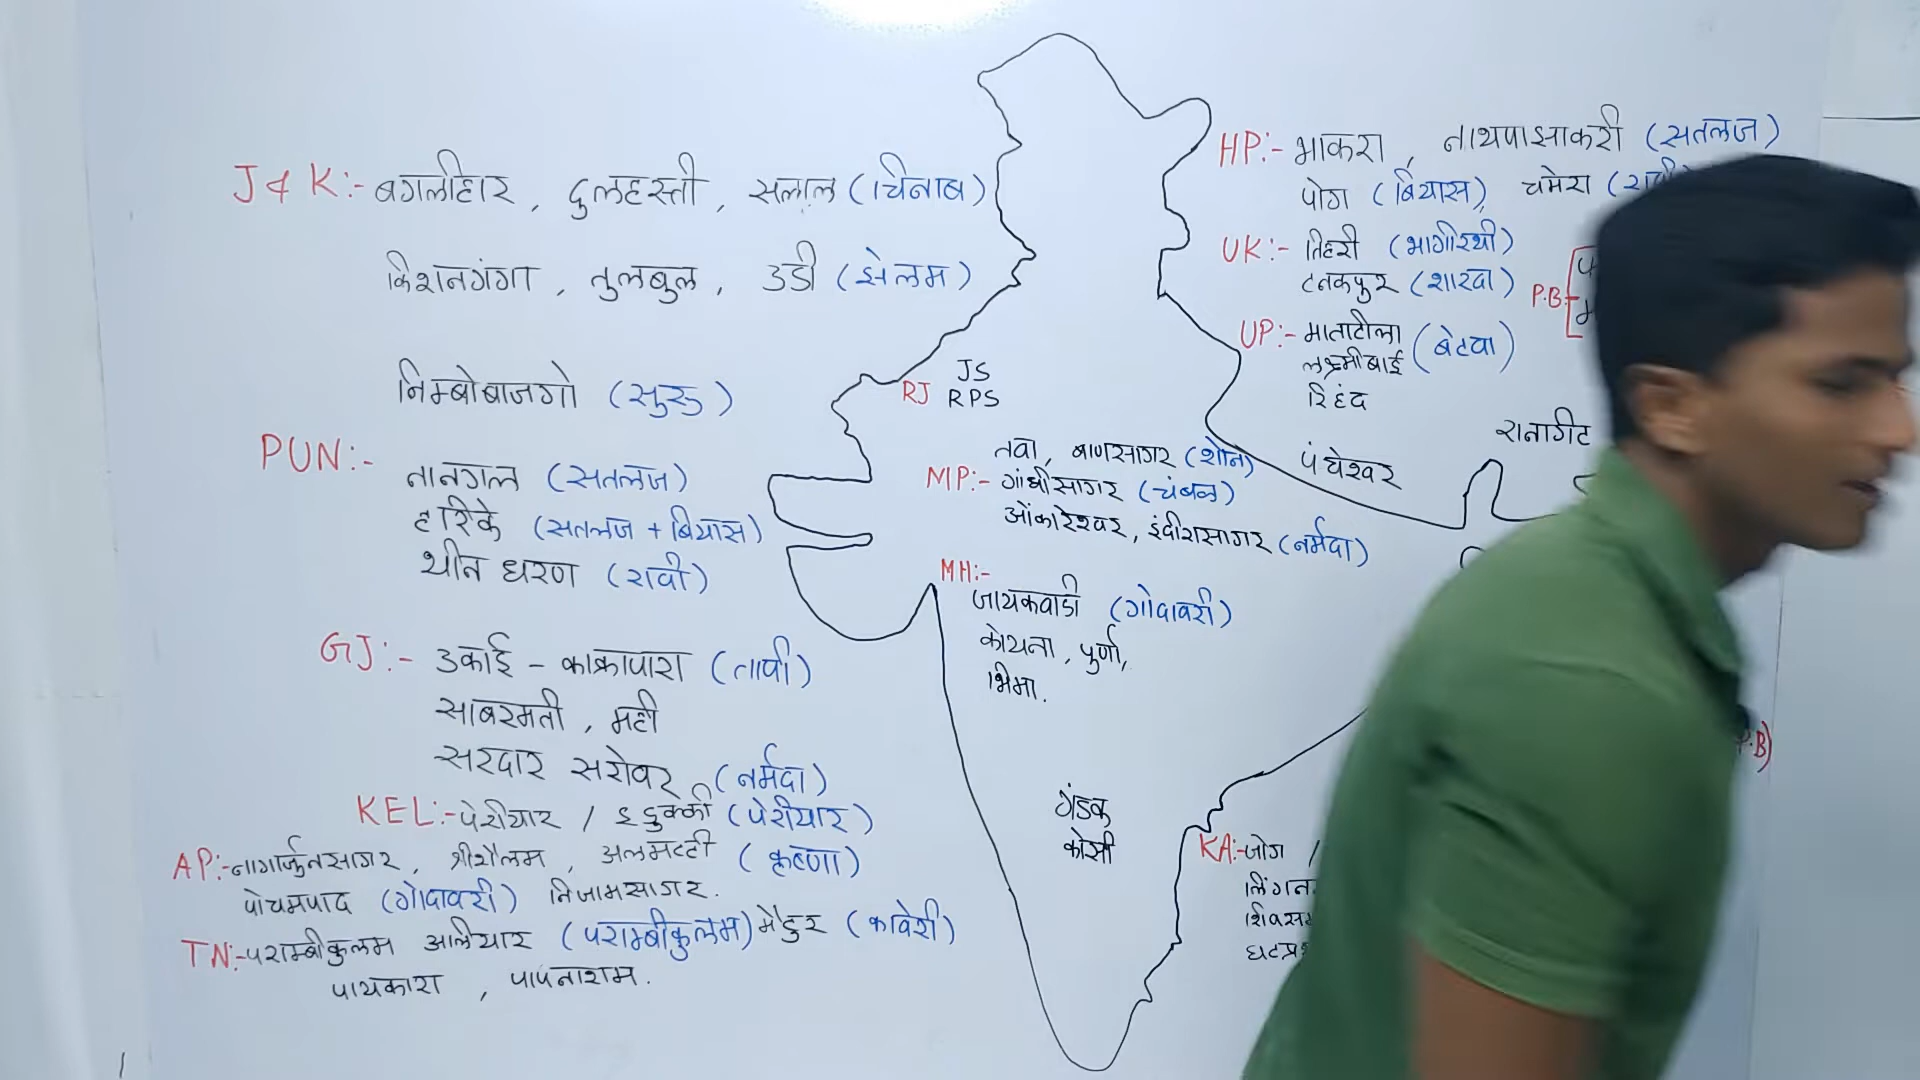 J & K:- बगलीहार , दुलहस्ती , सलाल (चिनाब)
किशनगंगा , तुलबुल , उडी (झेलम)
निम्बोबाजगो (सुरु)
PUN:- नानगल (सतलज)
हरिके (सतलज + बियास)
थीन धरण (रावी)
GJ:- उकाई - काक्रापारा (तापी)
साबरमती , मही
सरदार सरोवर (नर्मदा)
KEL:- पेरीयार / इडुक्की (पेरीयार)
AP:- नागार्जुनसागर , श्रीशैलम , अलमट्टी (कृष्णा)
पोचमपाद (गोदावरी) निजामसागर.
TN:- पराम्बीकुलम आलीयार (पराम्बीकुलम) मैटुर (कावेरी)
पायकारा , पापनाशम.
RJ JS
RPS
तवा, बाणसागर (शोन)
MP:- गांधीसागर (चंबळ)
ओंकारेश्वर, इंदीरासागर (नर्मदा)
MH:-
जायकवाडी (गोदावरी)
कोयना, पुर्णा,
भिमा.
गंडक
कोसी
HP:- भाकरा , नाथपाझाकरी (सतलज)
पोंग (बियास), चमेरा
UK:- तिहरी (भागीरथी)
टनकपुर (शारदा)
P.B.
UP:- माताटीला (बेटवा)
लक्ष्मीबाई
रिहंद
पंचेश्वर
KA:- जोग /